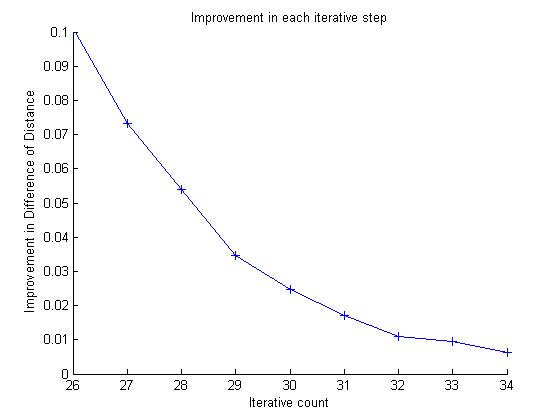 Improvement in each iterative step
0.1
0.09
0.08
0.07
0.06
0.05
0.04
0.03
0.02
0.01
0
Improvement in Difference of Distance
26 27 28 29 30 31 32 33 34
Iterative count